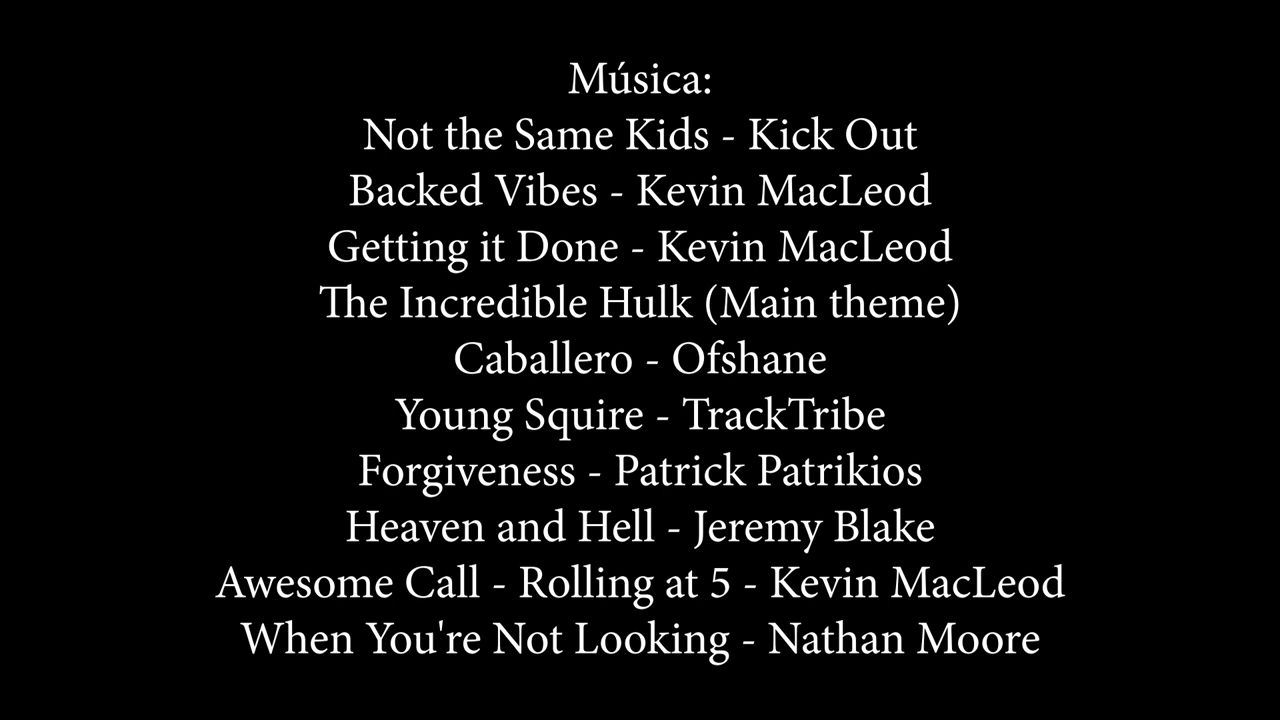 Música:
Not the Same Kids - Kick Out
Backed Vibes - Kevin MacLeod
Getting it Done - Kevin MacLeod
The Incredible Hulk (Main theme)
Caballero - Ofshane
Young Squire - TrackTribe
Forgiveness - Patrick Patrikios
Heaven and Hell - Jeremy Blake
Awesome Call - Rolling at 5 - Kevin MacLeod
When You're Not Looking - Nathan Moore